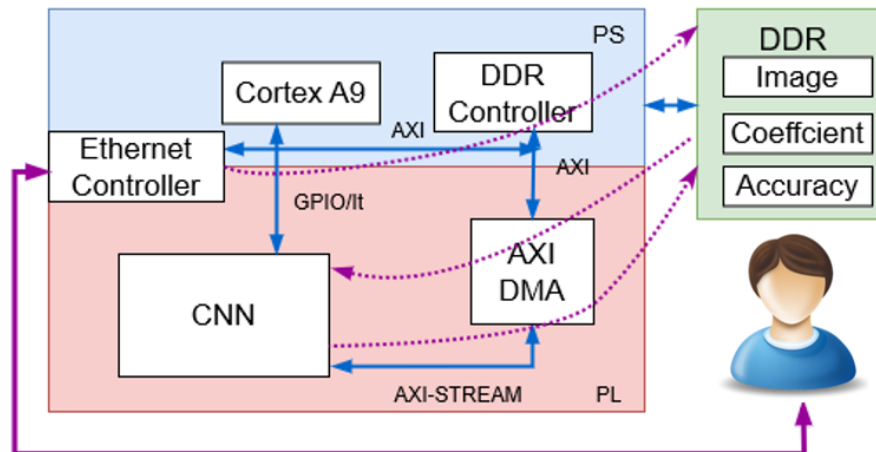 PS
DDR
Cortex A9
DDR
Controller
Image
Coeffcient
Accuracy
AXI
Ethernet
Controller
AXI
GPIO/It
AXI
DMA
CNN
AXI-STREAM
PL